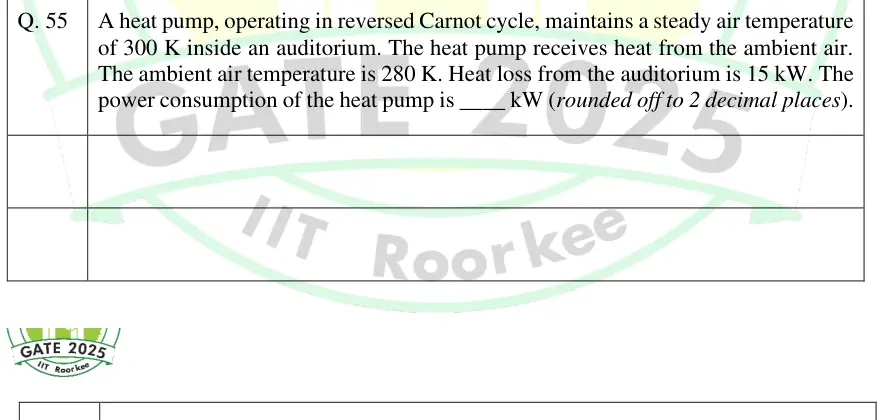 Q. 55 A heat pump, operating in reversed Carnot cycle, maintains a steady air temperature
of 300 K inside an auditorium. The heat pump receives heat from the ambient air.
The ambient air temperature is 280 K. Heat loss from the auditorium is 15 kW. The
power consumption of the heat pump is ____ kW (rounded off to 2 decimal places).
GATE 2025
IIT Roorkee
GATE 2025
IIT Roorkee